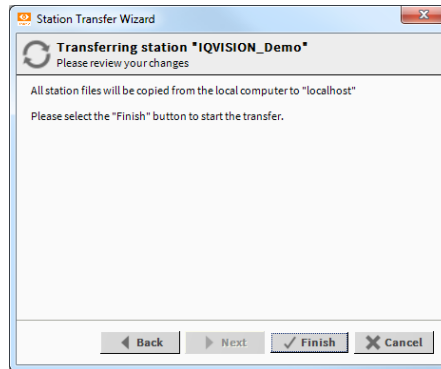 Station Transfer Wizard
Transferring station "IQVISION_Demo"
Please review your changes
All station files will be copied from the local computer to "localhost"
Please select the "Finish" button to start the transfer.
Back Next Finish Cancel